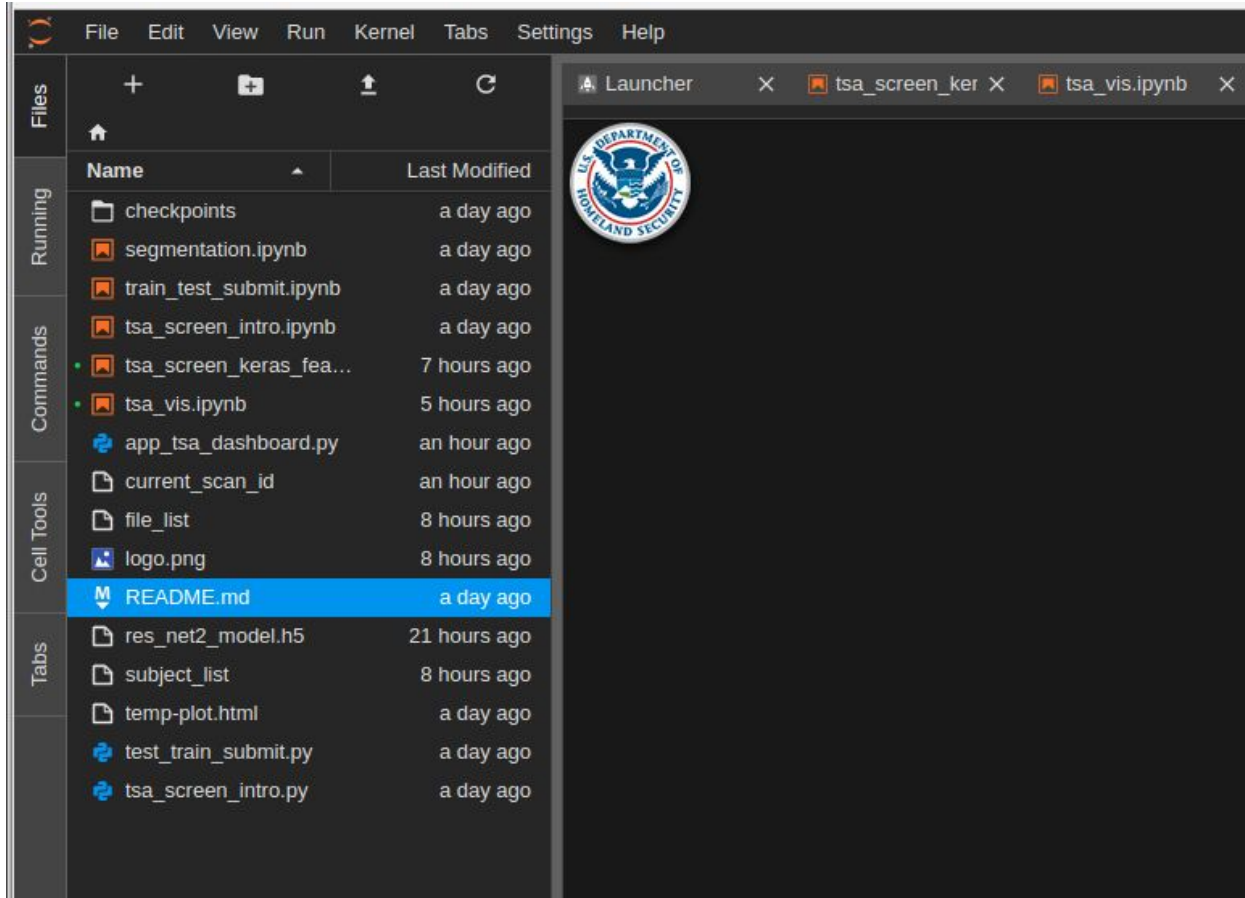 File Edit View Run Kernel Tabs Settings Help
Files
Running
Commands
Cell Tools
Tabs
Name Last Modified
checkpoints a day ago
segmentation.ipynb a day ago
train_test_submit.ipynb a day ago
tsa_screen_intro.ipynb a day ago
tsa_screen_keras_fea... 7 hours ago
tsa_vis.ipynb 5 hours ago
app_tsa_dashboard.py an hour ago
current_scan_id an hour ago
file_list 8 hours ago
logo.png 8 hours ago
README.md a day ago
res_net2_model.h5 21 hours ago
subject_list 8 hours ago
temp-plot.html a day ago
test_train_submit.py a day ago
tsa_screen_intro.py a day ago
Launcher tsa_screen_ker tsa_vis.ipynb
U.S. DEPARTMENT OF
HOMELAND SECURITY